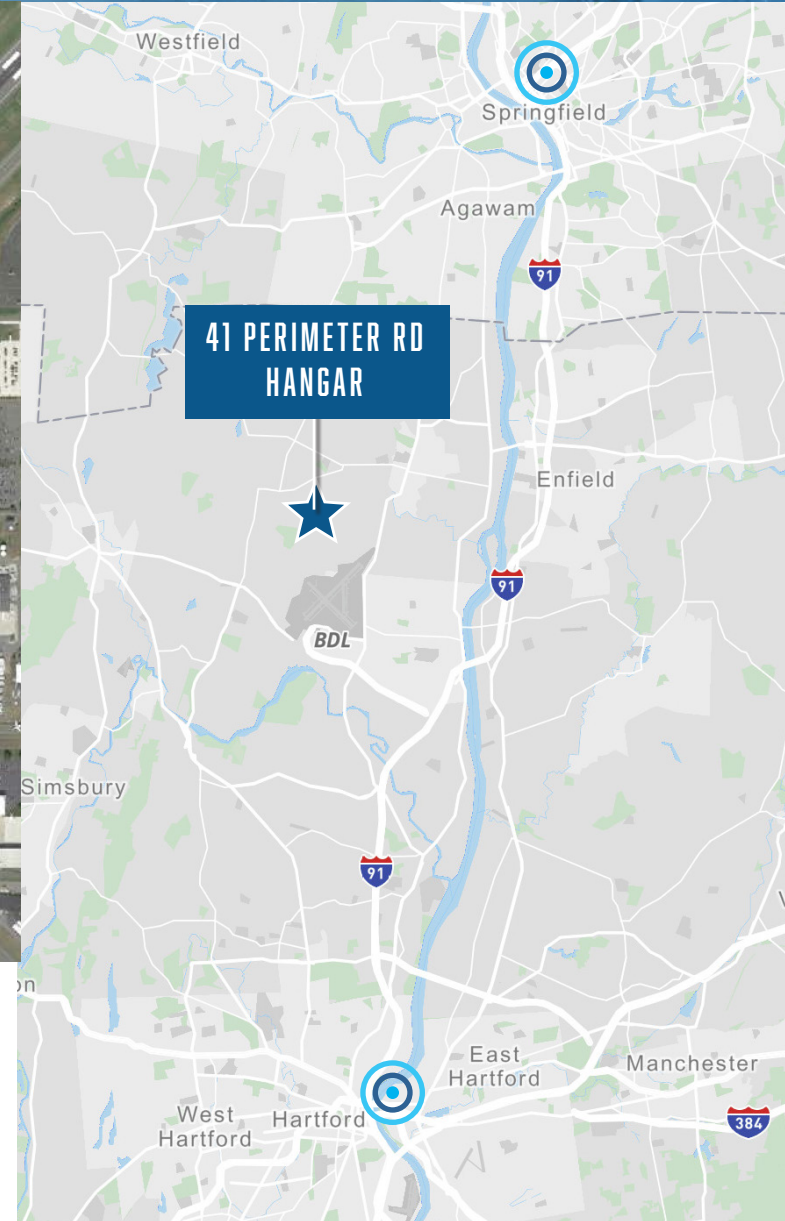 Westfield
Springfield
Agawam
91
41 PERIMETER RD
HANGAR
Enfield
91
BDL
Simsbury
91
East
Hartford
Manchester
West
Hartford
Hartford
384